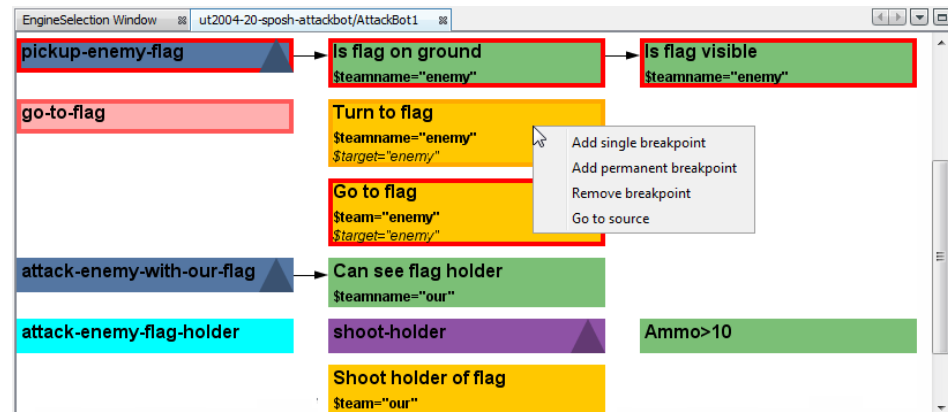 EngineSelection Window
ut2004-20-sposh-attackbot/AttackBot1
pickup-enemy-flag
Is flag on ground
$teamname="enemy"
Is flag visible
$teamname="enemy"
go-to-flag
Turn to flag
$teamname="enemy"
$target="enemy"
Add single breakpoint
Add permanent breakpoint
Remove breakpoint
Go to source
Go to flag
$team="enemy"
$target="enemy"
attack-enemy-with-our-flag
Can see flag holder
$teamname="our"
attack-enemy-flag-holder
shoot-holder
Ammo>10
Shoot holder of flag
$team="our"